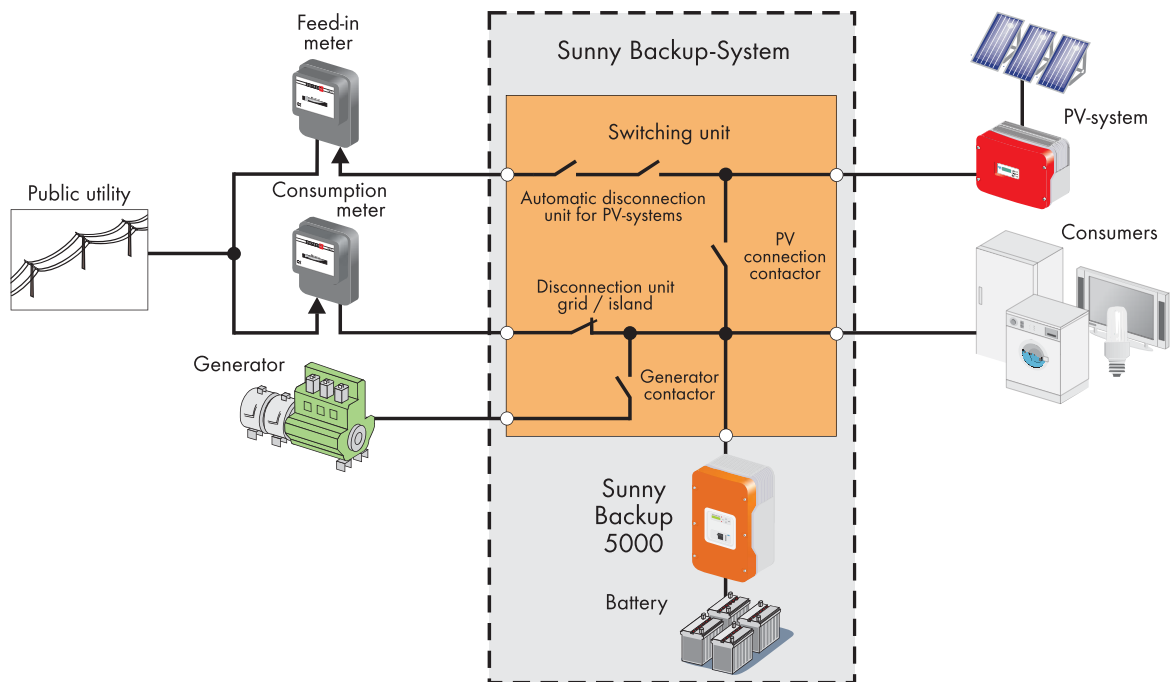 Feed-in
meter
Sunny Backup-System
PV-system
Switching unit
Public utility
Consumption
meter
Automatic disconnection
unit for PV-systems
PV
connection
contactor
Consumers
Disconnection unit
grid / island
Generator
Generator
contactor
Sunny
Backup
5000
Battery